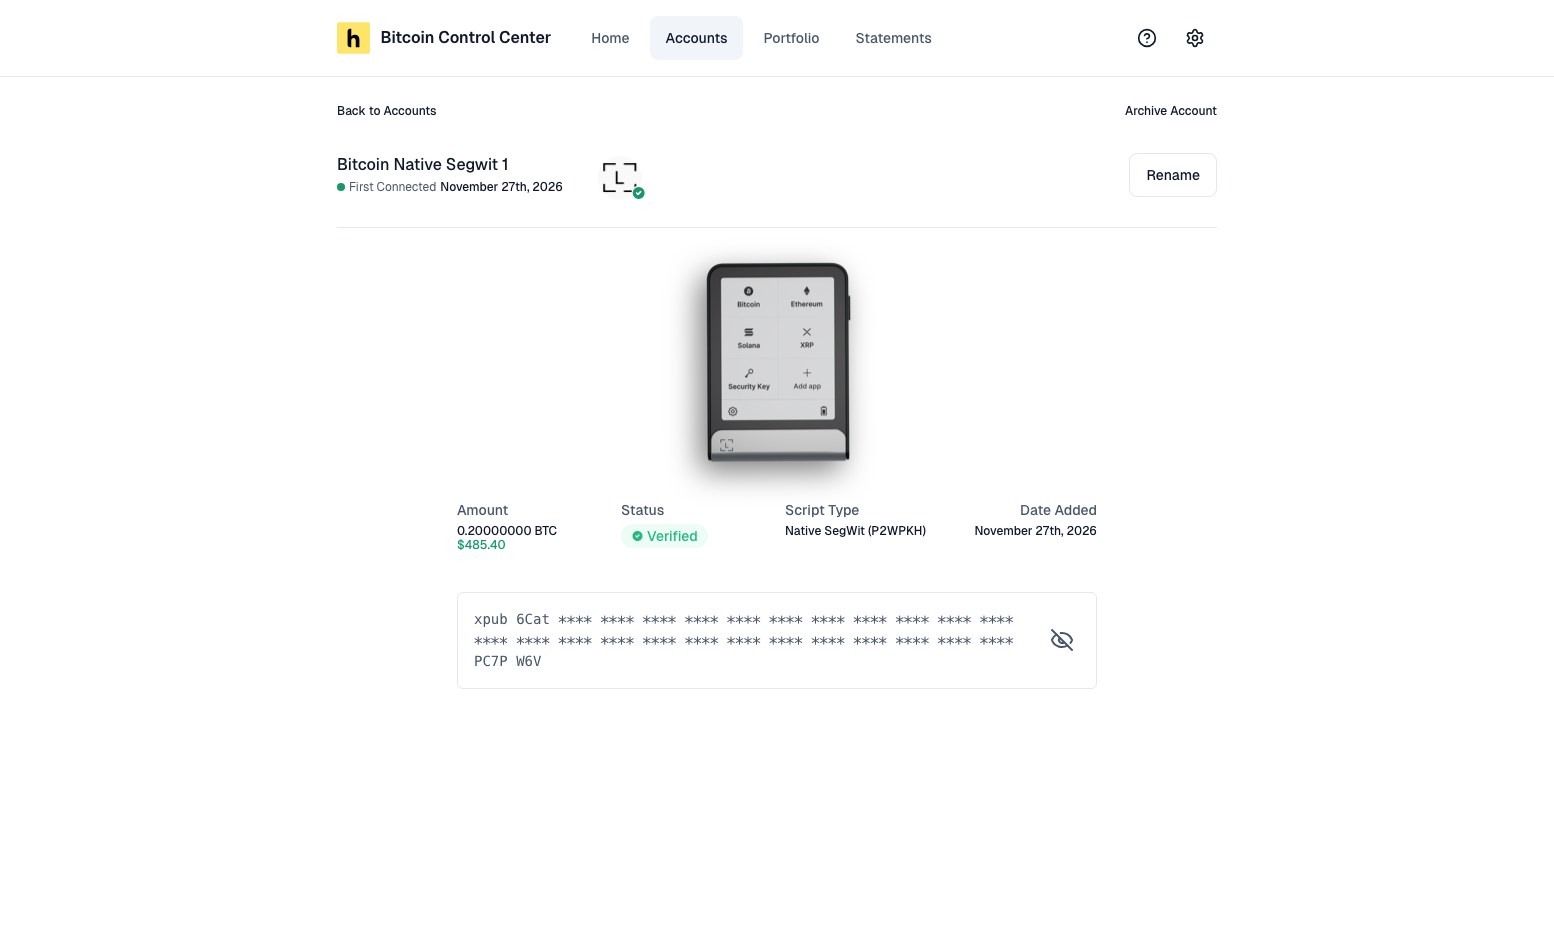 h Bitcoin Control Center Home Accounts Portfolio Statements
Back to Accounts Archive Account
Bitcoin Native Segwit 1
First Connected November 27th, 2026
Rename
Bitcoin Ethereum
Solana XRP
Security Key Add app
Amount Status Script Type Date Added
0.20000000 BTC Verified Native SegWit (P2WPKH) November 27th, 2026
$485.40
xpub 6Cat **** **** **** **** **** **** **** **** **** **** ****
**** **** **** **** **** **** **** **** **** **** **** **** ****
PC7P W6V